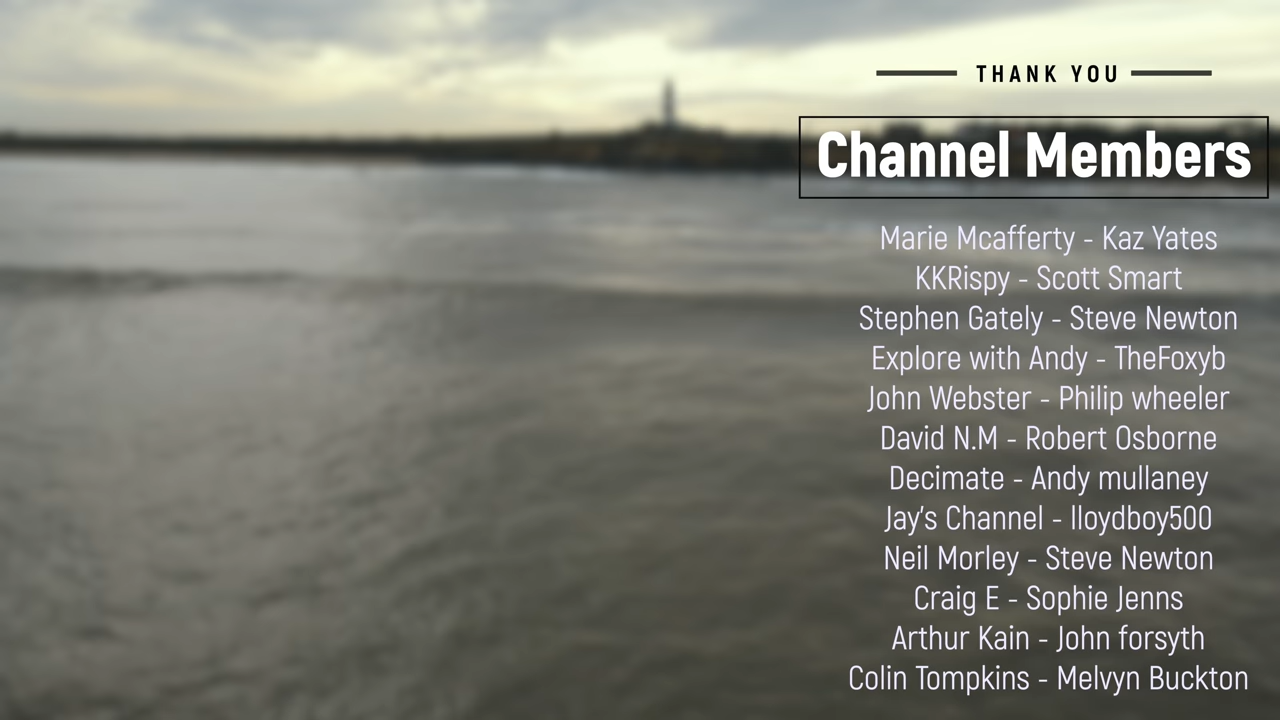 THANK YOU
Channel Members
Marie Mcafferty - Kaz Yates
KKRispy - Scott Smart
Stephen Gately - Steve Newton
Explore with Andy - TheFoxyb
John Webster - Philip wheeler
David N.M - Robert Osborne
Decimate - Andy mullaney
Jay's Channel - lloydboy500
Neil Morley - Steve Newton
Craig E - Sophie Jenns
Arthur Kain - John forsyth
Colin Tompkins - Melvyn Buckton